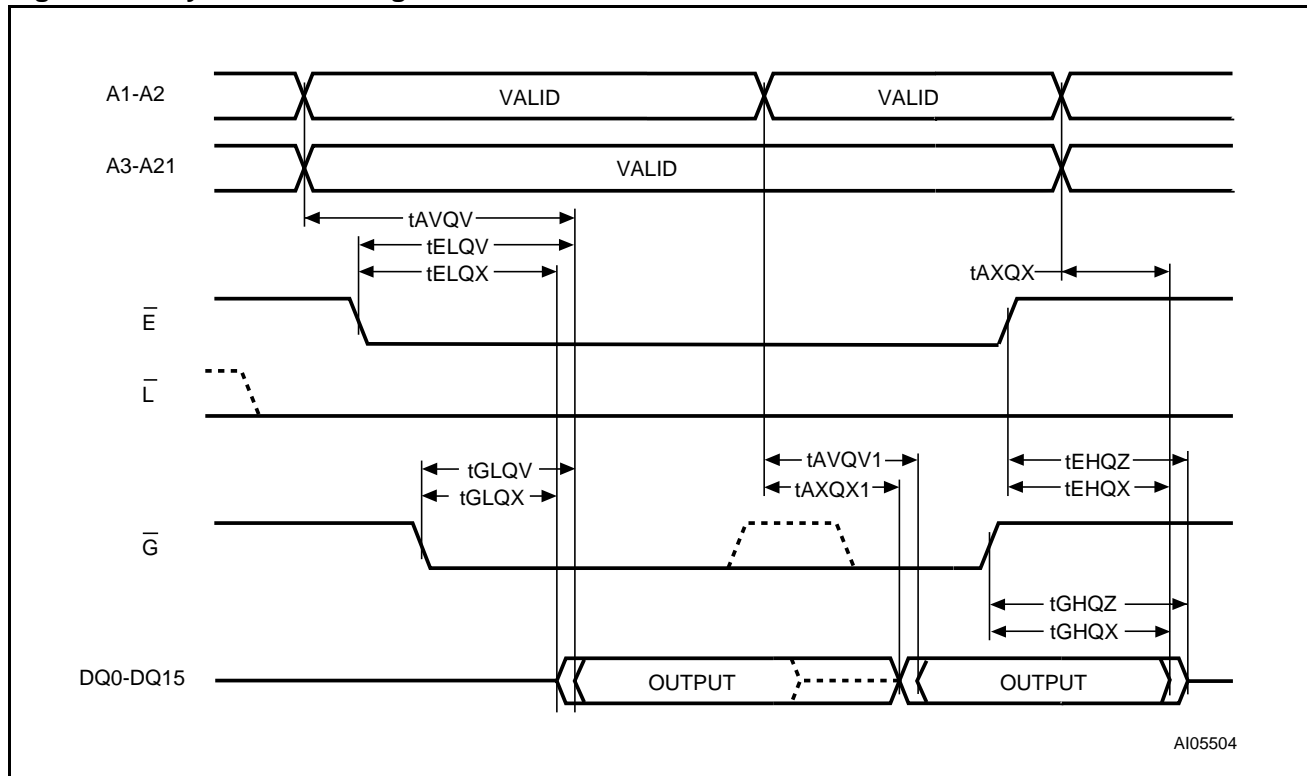 A1-A2
VALID
VALID
A3-A21
VALID
tAVQV
tELQV
tELQX
tAXQX
E
L
tGLQV
tGLQX
tAVQV1
tAXQX1
tEHQZ
tEHQX
G
tGHQZ
tGHQX
DQ0-DQ15
OUTPUT
OUTPUT
AI05504